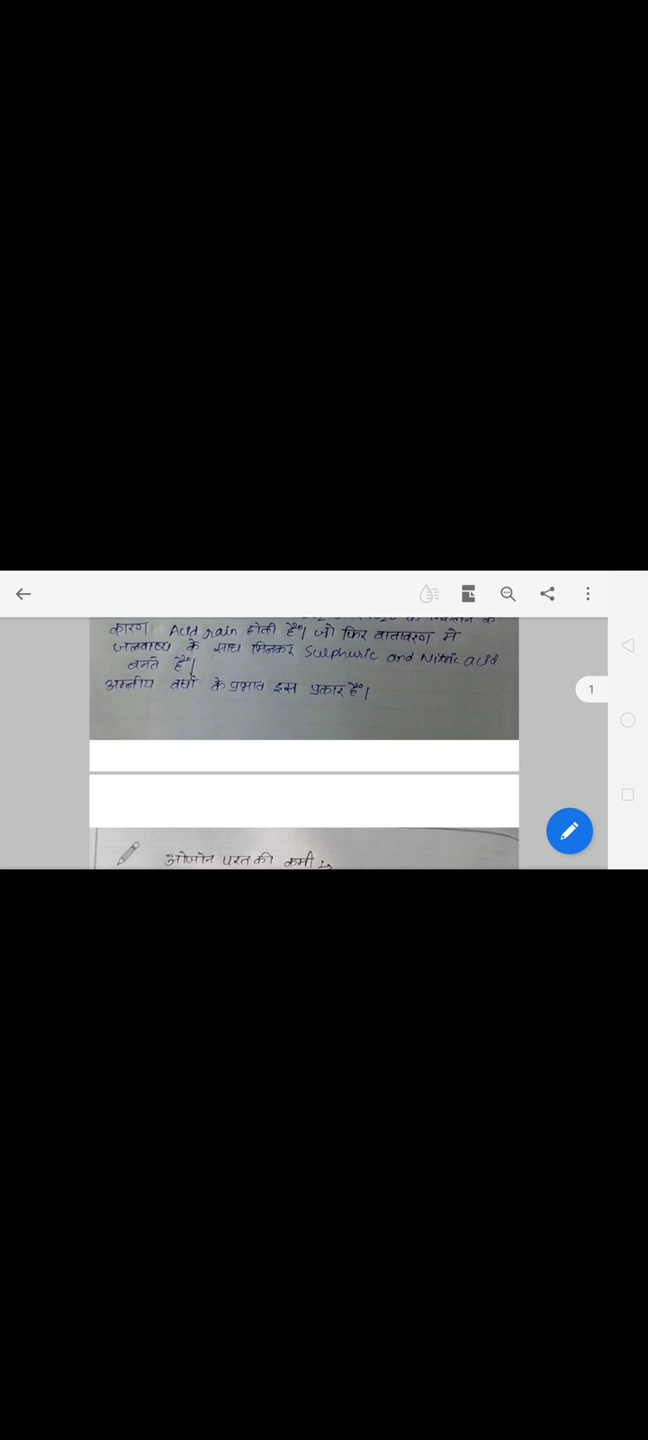 कारण Acid rain होती हैं। जो फिर वातावरण में
जलवाष्प के साथ मिलकर Sulphuric and Nitric acid
बनते हैं।
अम्लीय वर्षा के प्रभाव इस प्रकार हैं।
1
ओजोन परत की कमी :→